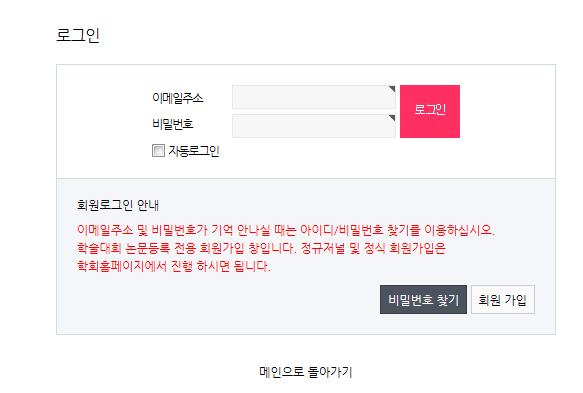 로그인
이메일주소
로그인
비밀번호
자동로그인
회원로그인 안내
이메일주소 및 비밀번호가 기억 안나실 때는 아이디/비밀번호 찾기를 이용하십시오.
학술대회 논문등록 전용 회원가입 창입니다. 정규저널 및 정식 회원가입은
학회홈페이지에서 진행 하시면 됩니다.
비밀번호 찾기 회원 가입
메인으로 돌아가기